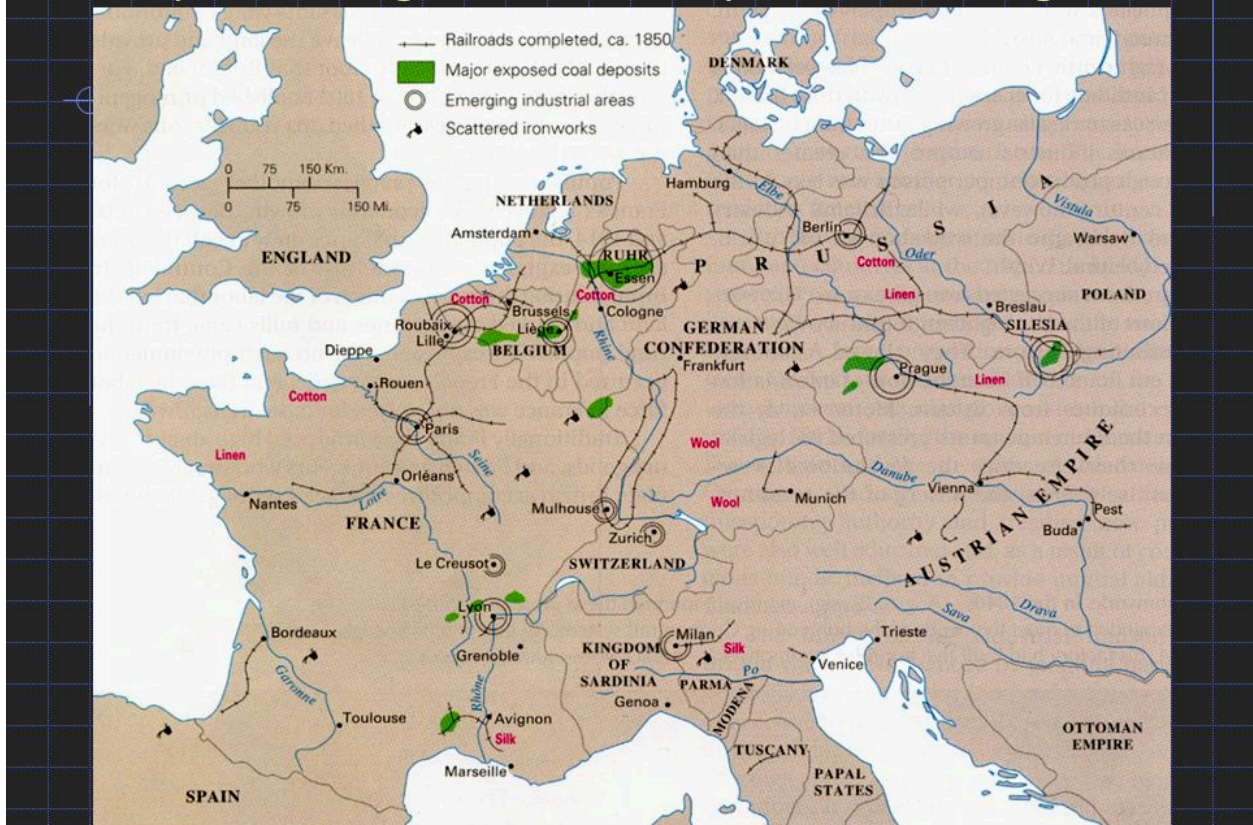 Railroads completed, ca. 1850
Major exposed coal deposits
Emerging industrial areas
Scattered ironworks
0 75 150 Km.
0 75 150 Mi.
DENMARK
Hamburg
Elbe
NETHERLANDS
Amsterdam
Berlin
PRUSSIA
Vistula
Warsaw
ENGLAND
RUHR
Essen
Oder
Cotton
Linen
POLAND
Cotton
Cotton
Brussels
Cologne
Breslau
SILESIA
Roubaix
Lille
Liège
BELGIUM
Rhine
GERMAN
CONFEDERATION
Dieppe
Frankfurt
Prague
Linen
Rouen
Cotton
Paris
Linen
Wool
Seine
Orléans
Danube
Nantes
Loire
Mulhouse
Wool
Munich
Vienna
Pest
Buda
FRANCE
Zurich
AUSTRIAN EMPIRE
Le Creusot
SWITZERLAND
Lyon
Drava
Sava
Bordeaux
Grenoble
Milan
Silk
Trieste
KINGDOM
OF
SARDINIA
Venice
Po
PARMA
MODENA
Garonne
Rhône
Genoa
Toulouse
Avignon
Silk
OTTOMAN
EMPIRE
TUSCANY
Marseille
PAPAL
STATES
SPAIN